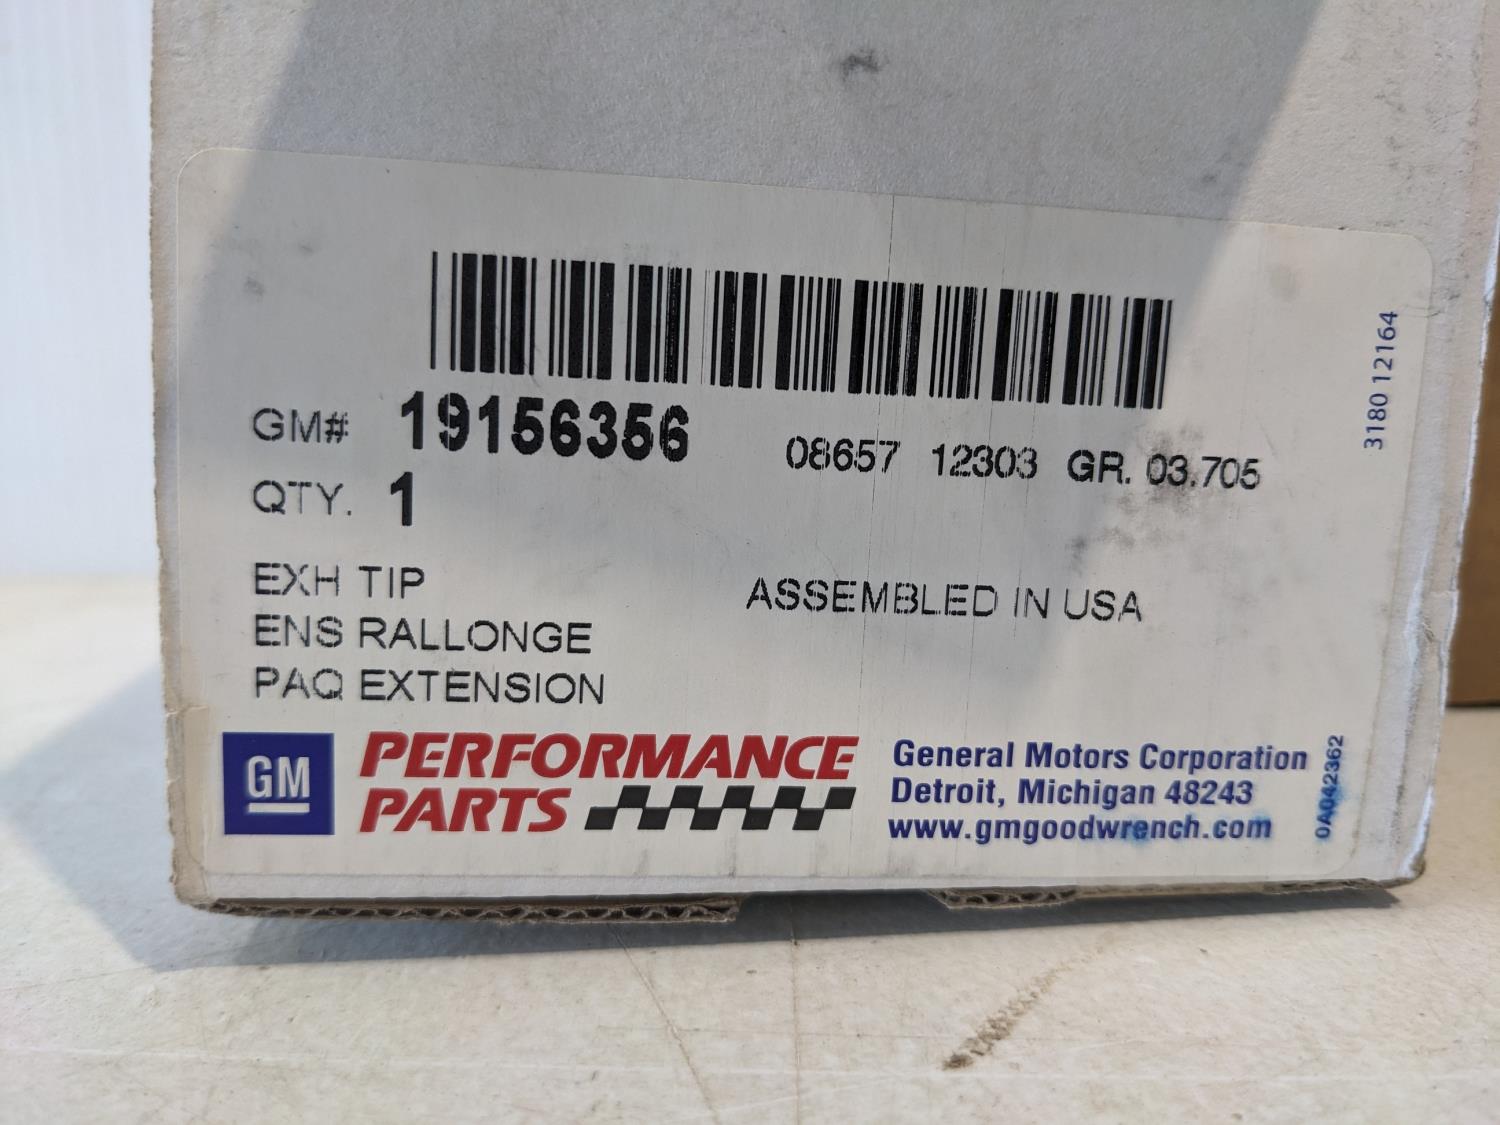 GM# 19156356 08657 12303 GR. 03.705
QTY. 1
EXH TIP
ENS RALLONGE
PAQ EXTENSION
ASSEMBLED IN USA
3180 12164
GM
PERFORMANCE
PARTS
General Motors Corporation
Detroit, Michigan 48243
www.gmgoodwrench.com
0A042362